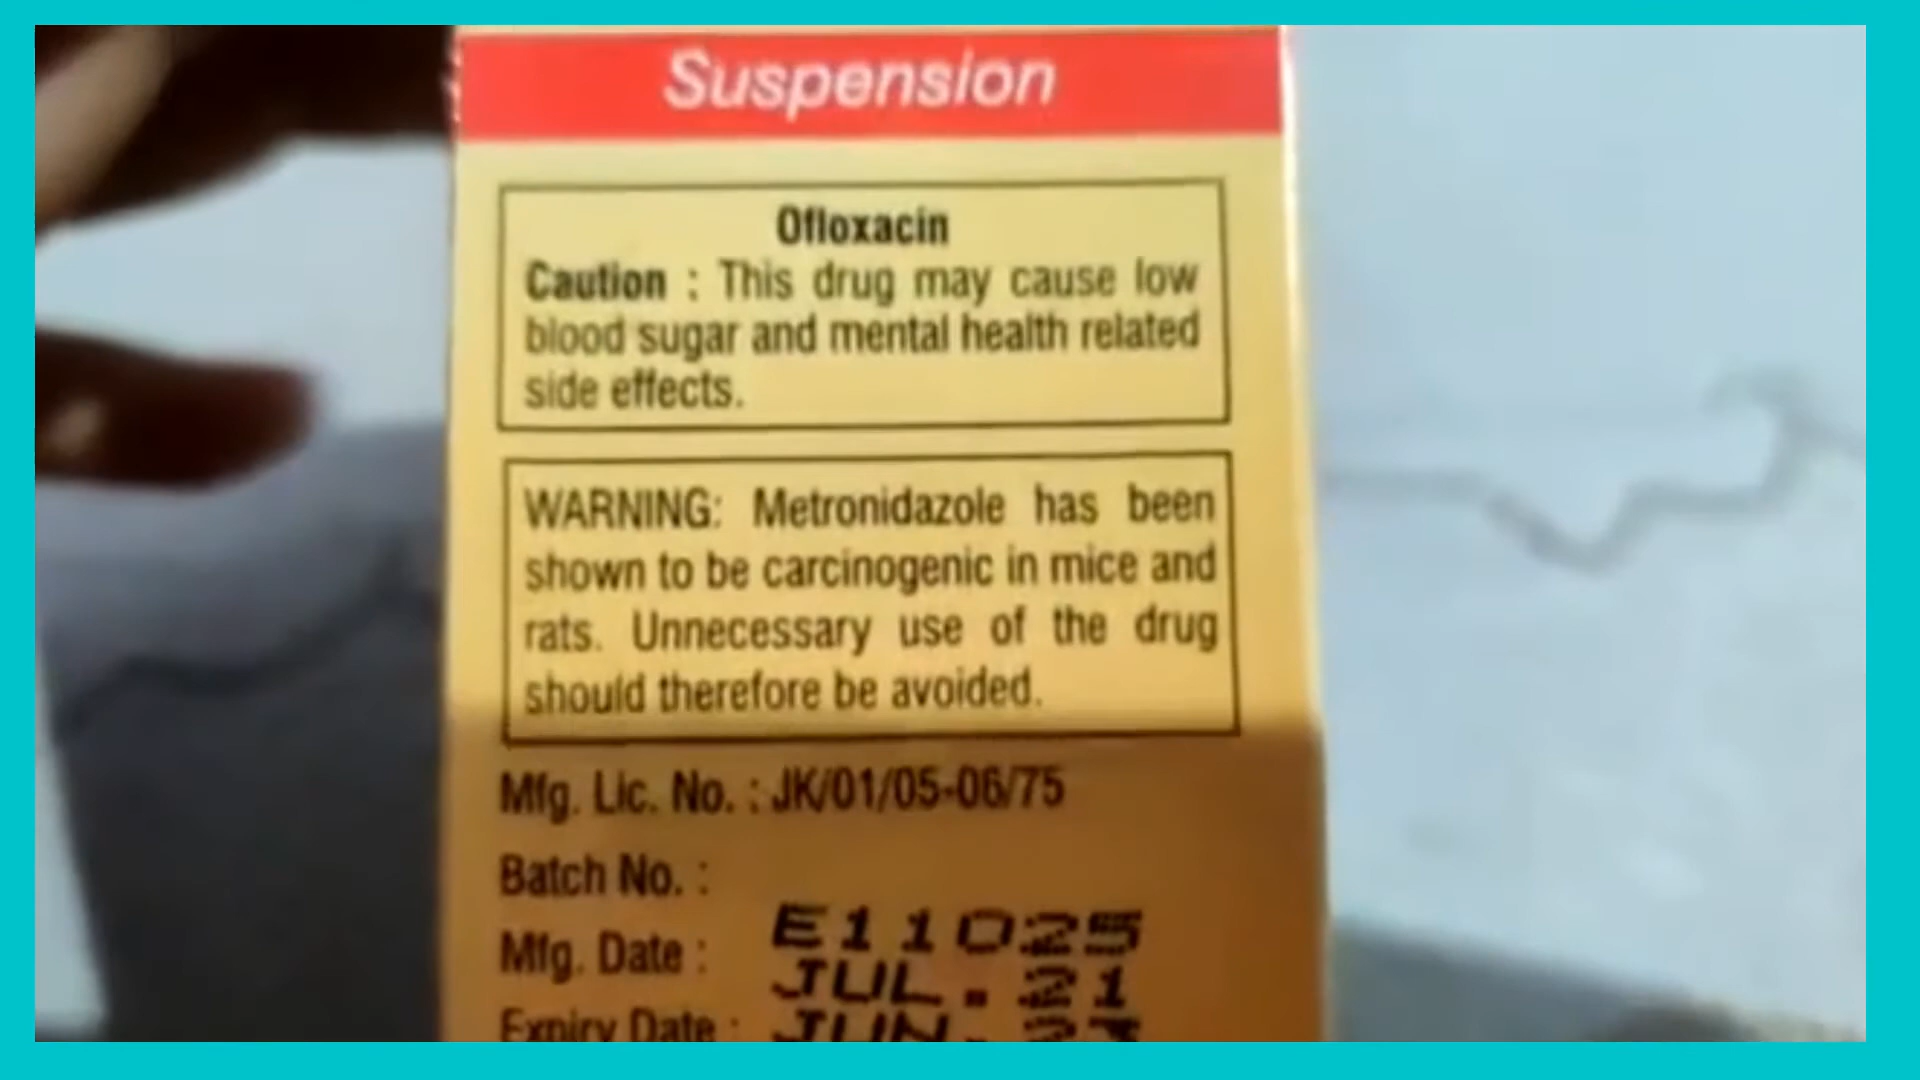 Suspension
Ofloxacin
Caution : This drug may cause low
blood sugar and mental health related
side effects.
WARNING: Metronidazole has been
shown to be carcinogenic in mice and
rats. Unnecessary use of the drug
should therefore be avoided.
Mfg. Lic. No. : JK/01/05-06/75
Batch No. :
E11025
Mfg. Date :
JUL. 21
Expiry Date :
JUN. 23